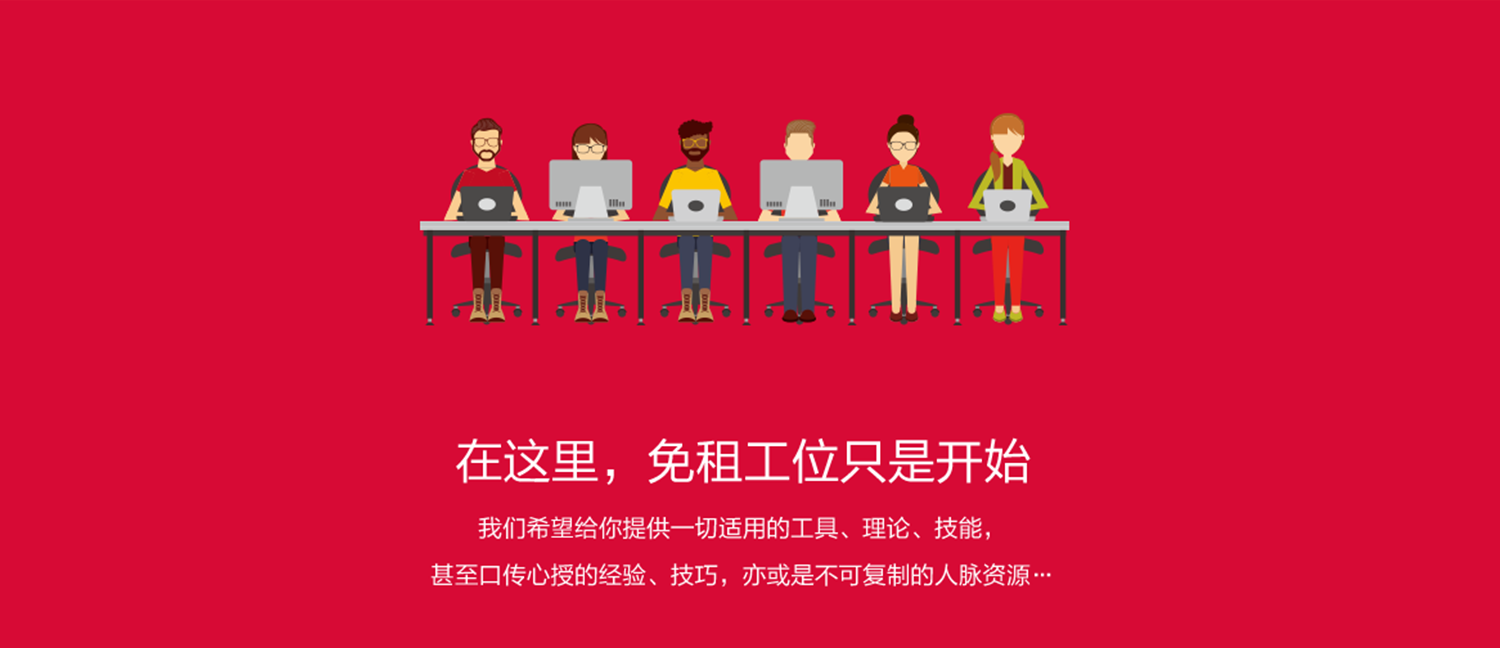 在这里，免租工位只是开始
我们希望给你提供一切适用的工具、理论、技能，
甚至口传心授的经验、技巧，亦或是不可复制的人脉资源…